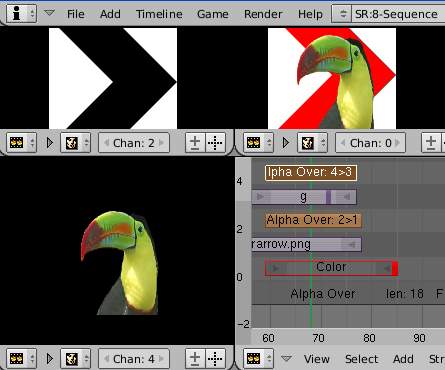 File Add Timeline Game Render Help SR:8-Sequence
Chan: 2
Chan: 0
lpha Over: 4>3
g
Alpha Over: 2>1
rarrow.png
Color
Alpha Over len: 18 F
4
2
0
-2
60 70 80 90
Chan: 4
View Select Add Str